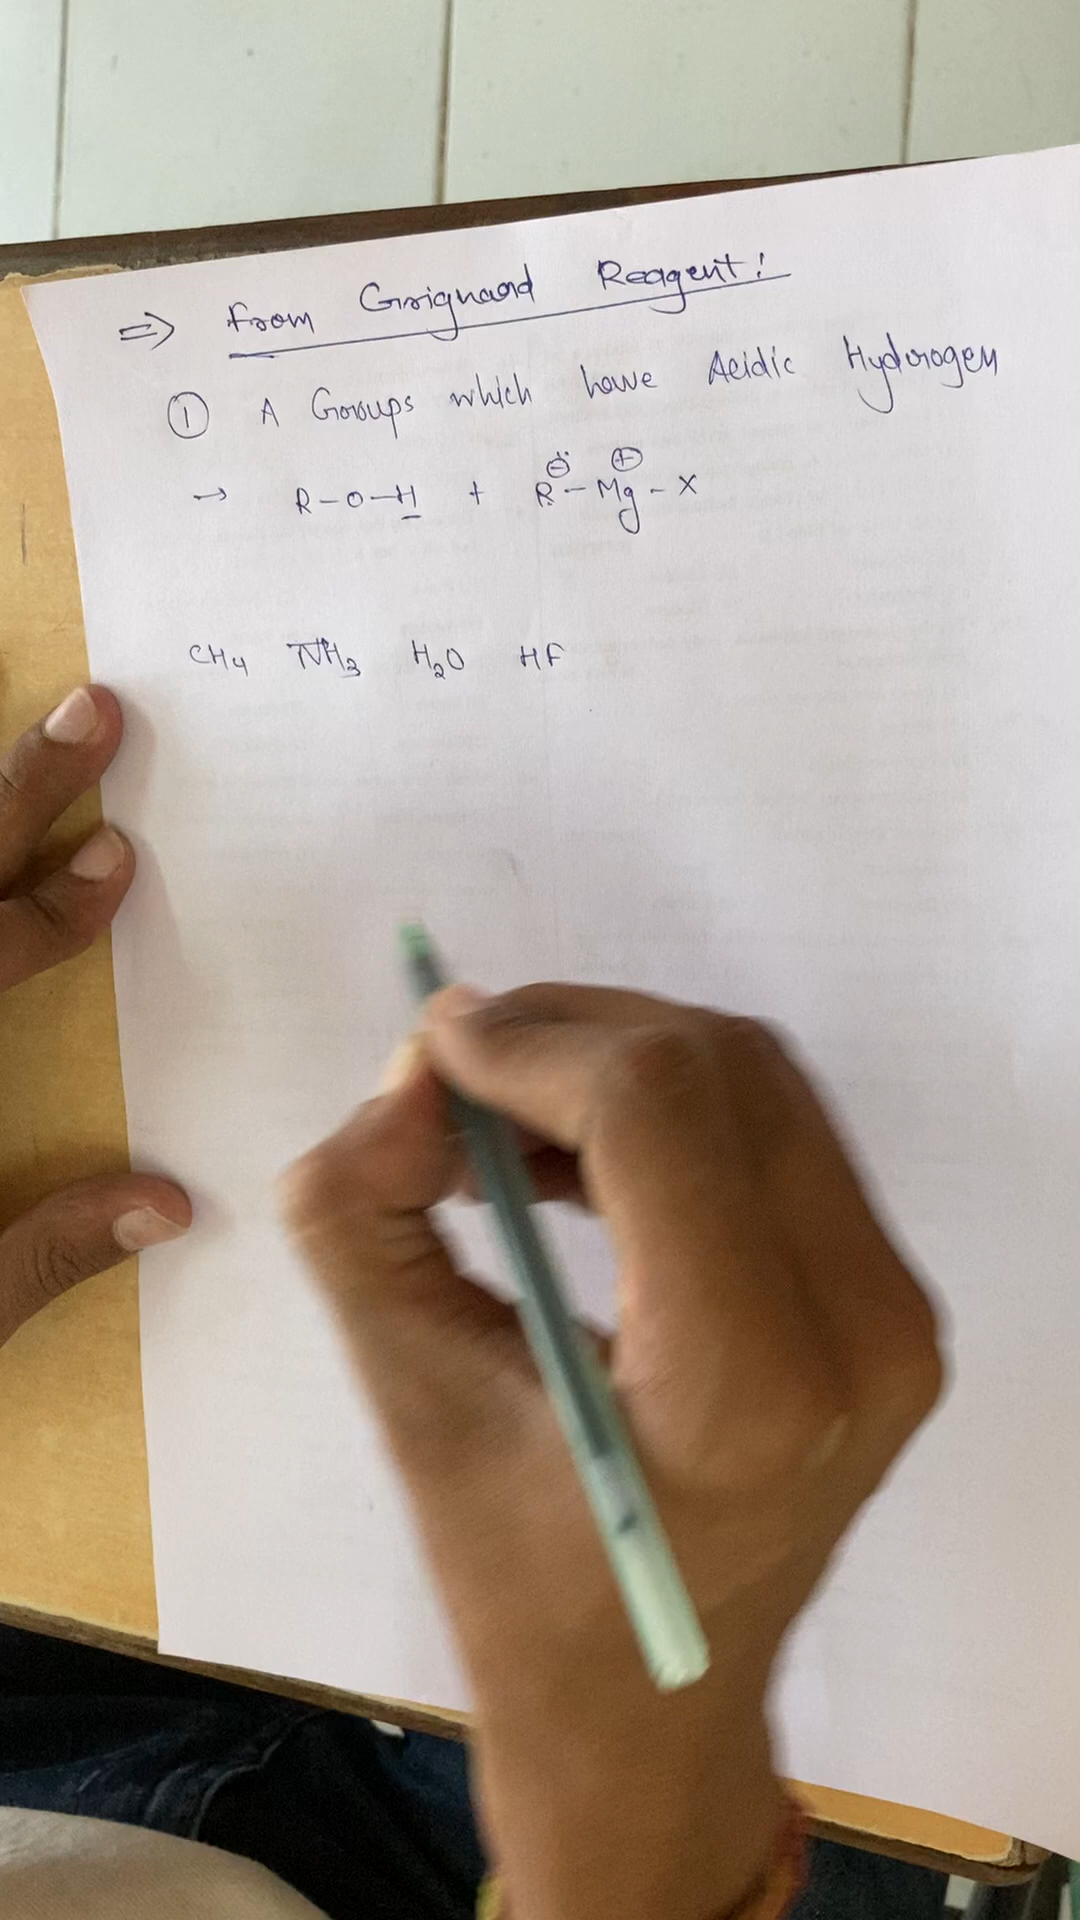 ⇒ From Grignard Reagent:
① A Groups which have Acidic Hydrogen
→ R-O-H + R-Mg-X
⊖ ⊕
CH₄ NH₃ H₂O HF